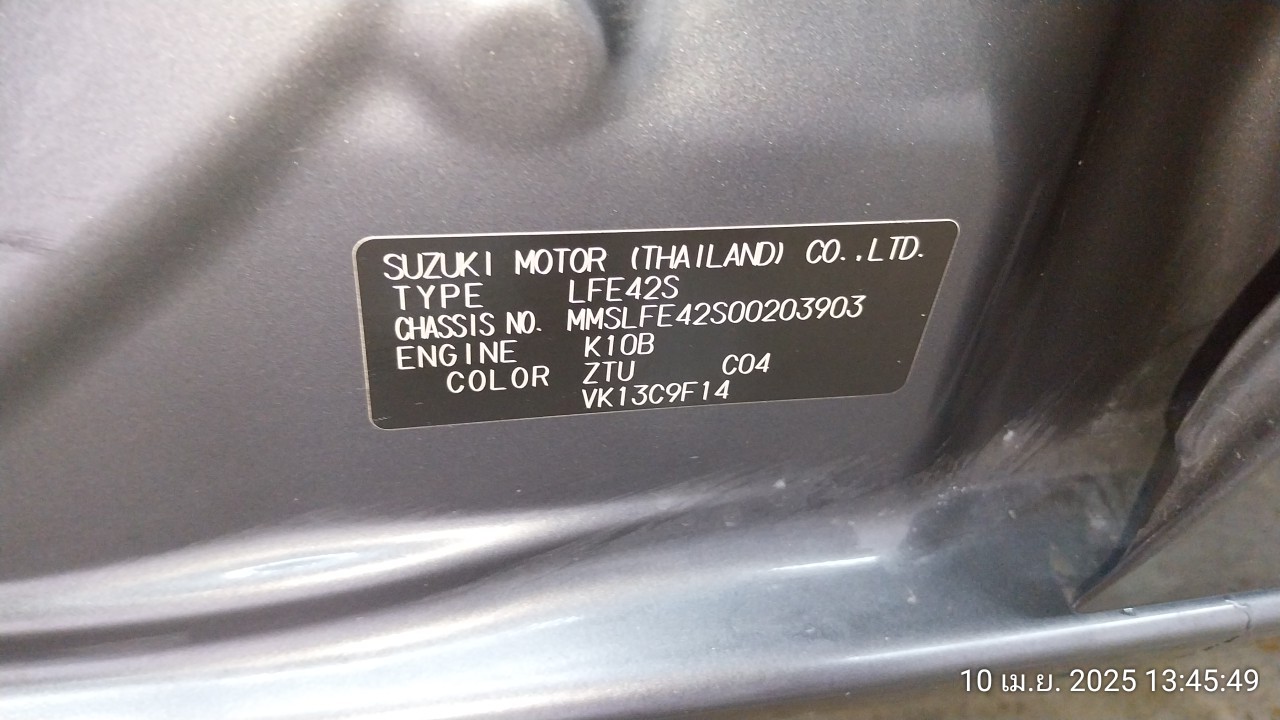 SUZUKI MOTOR (THAILAND) CO.,LTD.
TYPE LFE42S
CHASSIS NO. MMSLFE42S00203903
ENGINE K10B
COLOR ZTU C04
VK13C9F14
10 เม.ย. 2025 13:45:49